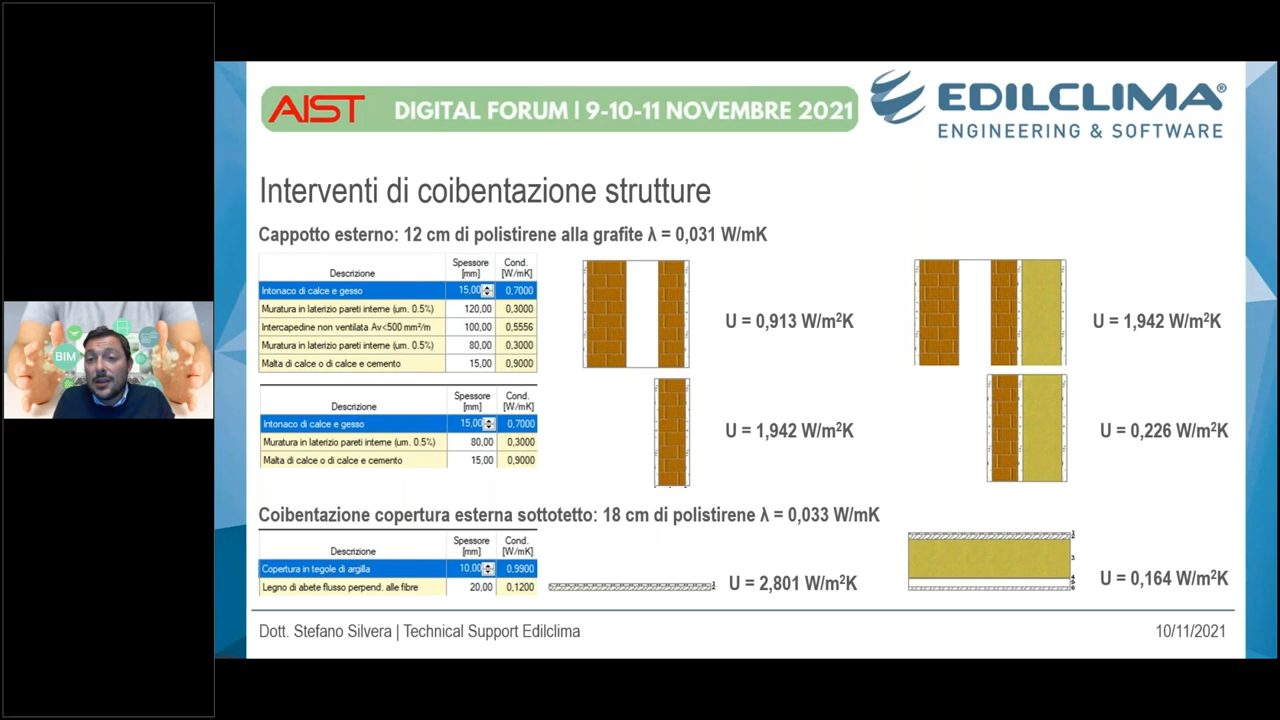 AIST DIGITAL FORUM | 9-10-11 NOVEMBRE 2021
EDILCLIMA®
ENGINEERING & SOFTWARE
Interventi di coibentazione strutture
Cappotto esterno: 12 cm di polistirene alla grafite λ = 0,031 W/mK
Descrizione Spessore [mm] Cond. [W/mK]
Intonaco di calce e gesso 15,00 0,7000
Muratura in laterizio pareti interne (um. 0.5%) 120,00 0,3000
Intercapedine non ventilata Av<500 mm²/m 100,00 0,5556
Muratura in laterizio pareti interne (um. 0.5%) 80,00 0,3000
Malta di calce o di calce e cemento 15,00 0,9000
U = 0,913 W/m²K
U = 1,942 W/m²K
Descrizione Spessore [mm] Cond. [W/mK]
Intonaco di calce e gesso 15,00 0,7000
Muratura in laterizio pareti interne (um. 0.5%) 80,00 0,3000
Malta di calce o di calce e cemento 15,00 0,9000
U = 1,942 W/m²K
U = 0,226 W/m²K
Coibentazione copertura esterna sottotetto: 18 cm di polistirene λ = 0,033 W/mK
Descrizione Spessore [mm] Cond. [W/mK]
Copertura in tegole di argilla 10,00 0,9900
Legno di abete flusso perpend. alle fibre 20,00 0,1200
U = 2,801 W/m²K
U = 0,164 W/m²K
Dott. Stefano Silvera | Technical Support Edilclima
10/11/2021
BIM